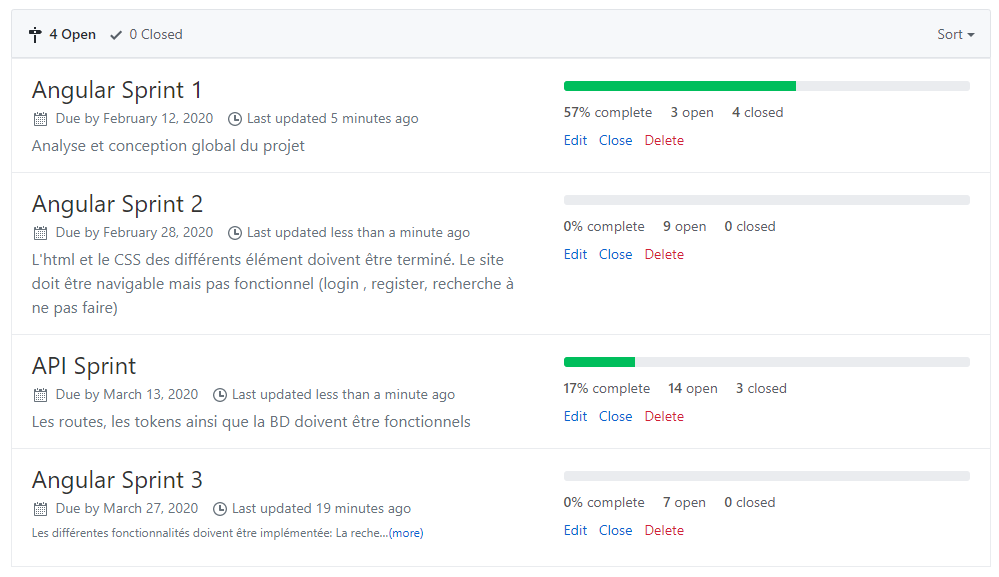 4 Open 0 Closed Sort
Angular Sprint 1
Due by February 12, 2020 Last updated 5 minutes ago
Analyse et conception global du projet
57% complete 3 open 4 closed
Edit Close Delete
Angular Sprint 2
Due by February 28, 2020 Last updated less than a minute ago
L'html et le CSS des différents élément doivent être terminé. Le site
doit être navigable mais pas fonctionnel (login , register, recherche à
ne pas faire)
0% complete 9 open 0 closed
Edit Close Delete
API Sprint
Due by March 13, 2020 Last updated less than a minute ago
Les routes, les tokens ainsi que la BD doivent être fonctionnels
17% complete 14 open 3 closed
Edit Close Delete
Angular Sprint 3
Due by March 27, 2020 Last updated 19 minutes ago
Les différentes fonctionnalités doivent être implémentée: La reche...(more)
0% complete 7 open 0 closed
Edit Close Delete